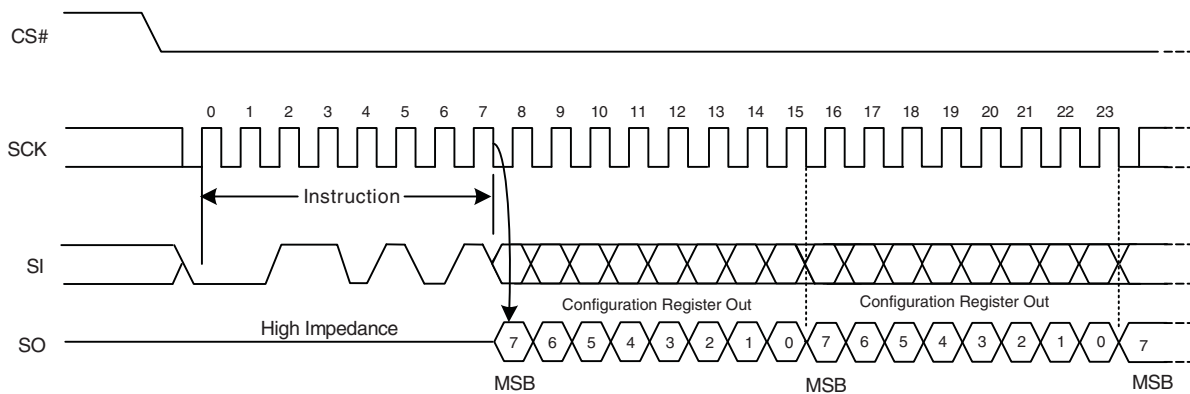 CS#
0 1 2 3 4 5 6 7 8 9 10 11 12 13 14 15 16 17 18 19 20 21 22 23
SCK
Instruction
SI
Configuration Register Out Configuration Register Out
High Impedance
SO 7 6 5 4 3 2 1 0 7 6 5 4 3 2 1 0 7
MSB MSB MSB